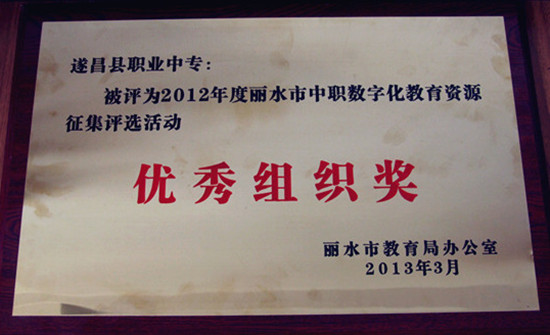 遂昌县职业中专：
被评为2012年度丽水市中职数字化教育资源
征集评选活动
优秀组织奖
丽水市教育局办公室
2013年3月